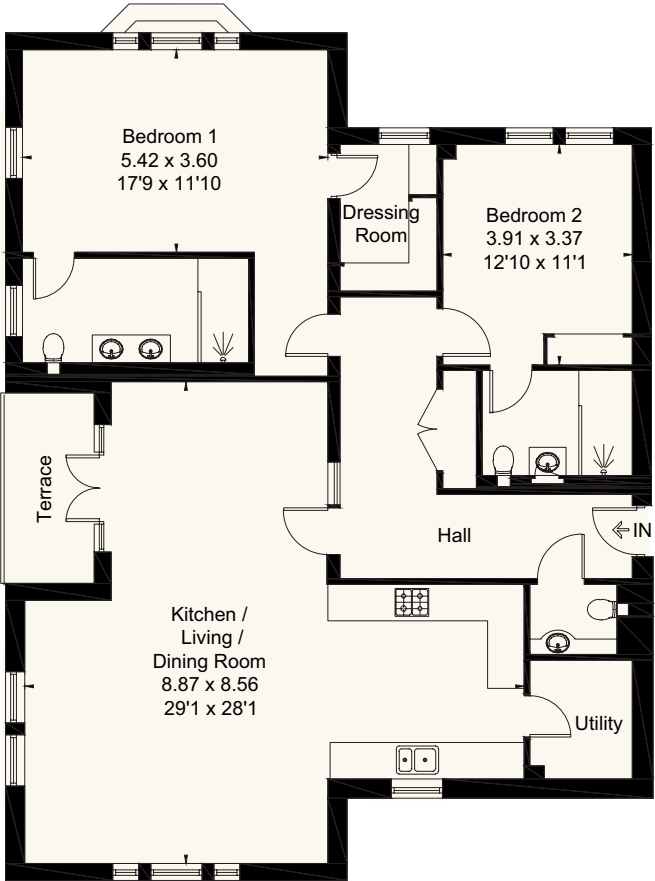 Bedroom 1
5.42 x 3.60
17'9 x 11'10
Dressing
Room
Bedroom 2
3.91 x 3.37
12'10 x 11'1
Terrace
Hall
IN
Kitchen /
Living /
Dining Room
8.87 x 8.56
29'1 x 28'1
Utility